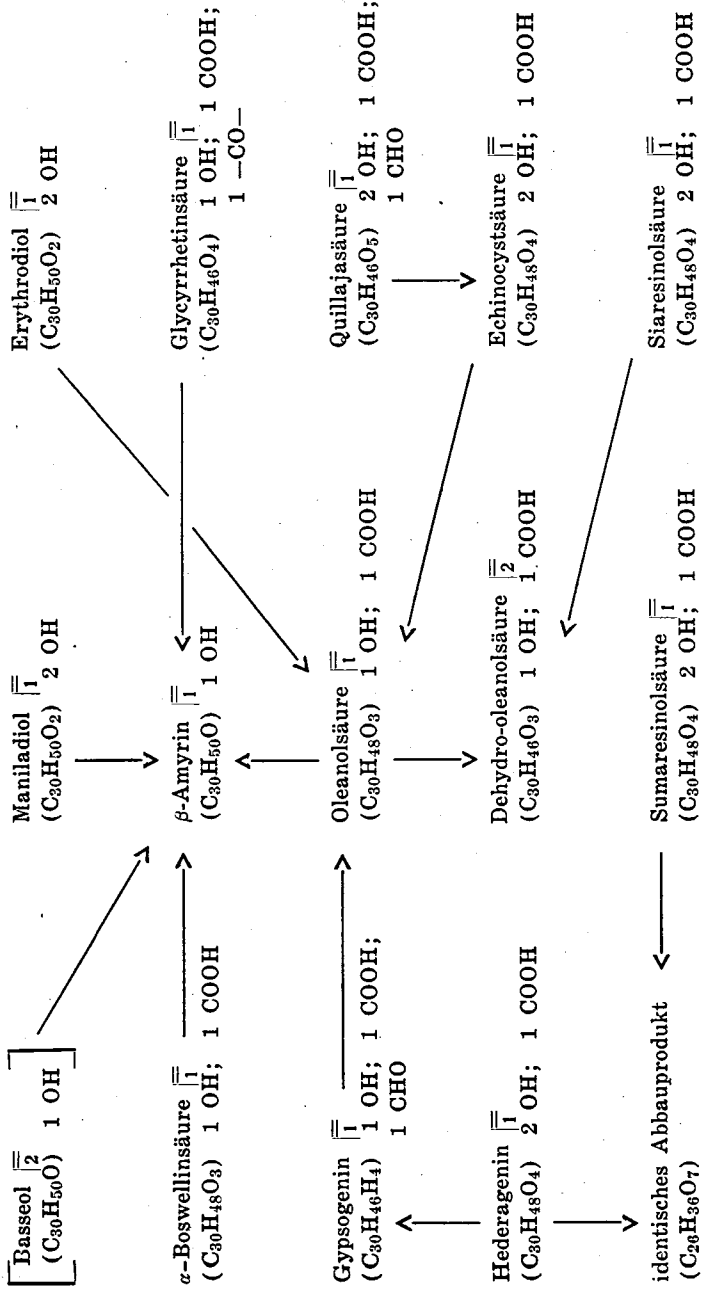 [Basseol |=2
(C₃₀H₅₀O) 1 OH]
Maniladiol |=1
(C₃₀H₅₀O₂) 2 OH
Erythrodiol |=1
(C₃₀H₅₀O₂) 2 OH
α-Boswellinsäure |=1
(C₃₀H₄₈O₃) 1 OH; 1 COOH
β-Amyrin |=1
(C₃₀H₅₀O) 1 OH
Glycyrrhetinsäure |=1
(C₃₀H₄₆O₄) 1 OH; 1 COOH;
1 —CO—
Gypsogenin |=1
(C₃₀H₄₆H₄) 1 OH; 1 COOH;
1 CHO
Oleanolsäure |=1
(C₃₀H₄₈O₃) 1 OH; 1 COOH
Quillajasäure |=1
(C₃₀H₄₆O₅) 2 OH; 1 COOH;
1 CHO
Hederagenin |=1
(C₃₀H₄₈O₄) 2 OH; 1 COOH
Dehydro-oleanolsäure |=2
(C₃₀H₄₆O₃) 1 OH; 1 COOH
Echinocystsäure |=1
(C₃₀H₄₈O₄) 2 OH; 1 COOH
identisches Abbauprodukt
(C₂₆H₃₆O₇)
Sumaresinolsäure |=1
(C₃₀H₄₈O₄) 2 OH; 1 COOH
Siaresinolsäure |=1
(C₃₀H₄₈O₄) 2 OH; 1 COOH